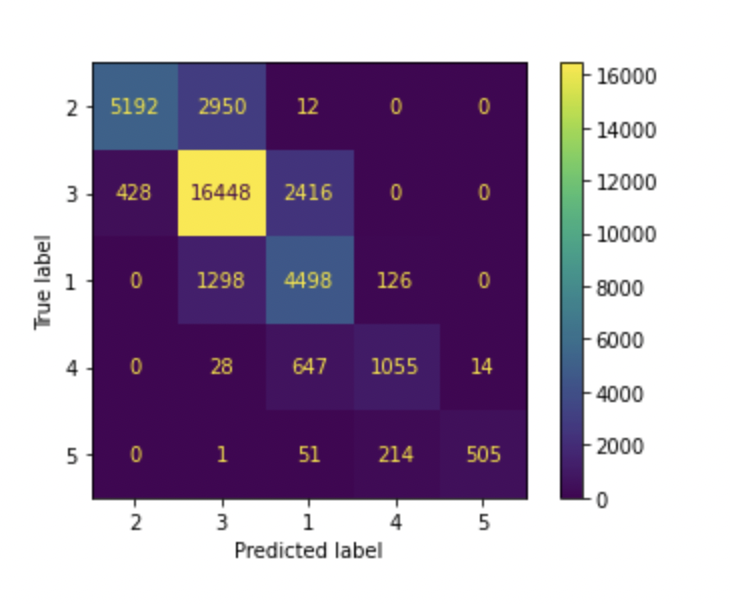 2 5192 2950 12 0 0
3 428 16448 2416 0 0
1 0 1298 4498 126 0
4 0 28 647 1055 14
5 0 1 51 214 505
2 3 1 4 5
Predicted label
True label
16000
14000
12000
10000
8000
6000
4000
2000
0